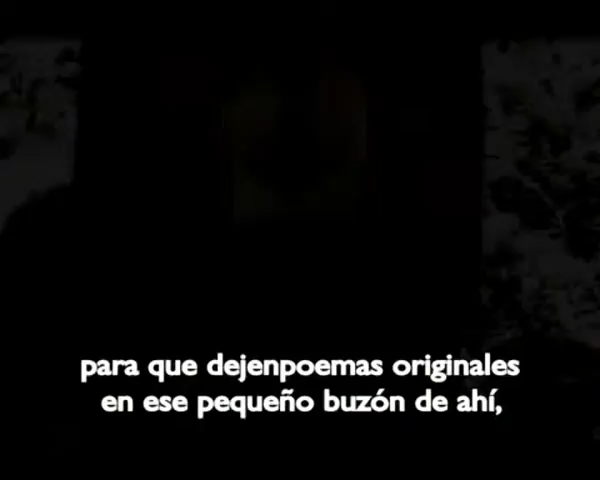 para que dejenpoemas originales
en ese pequeño buzón de ahí,